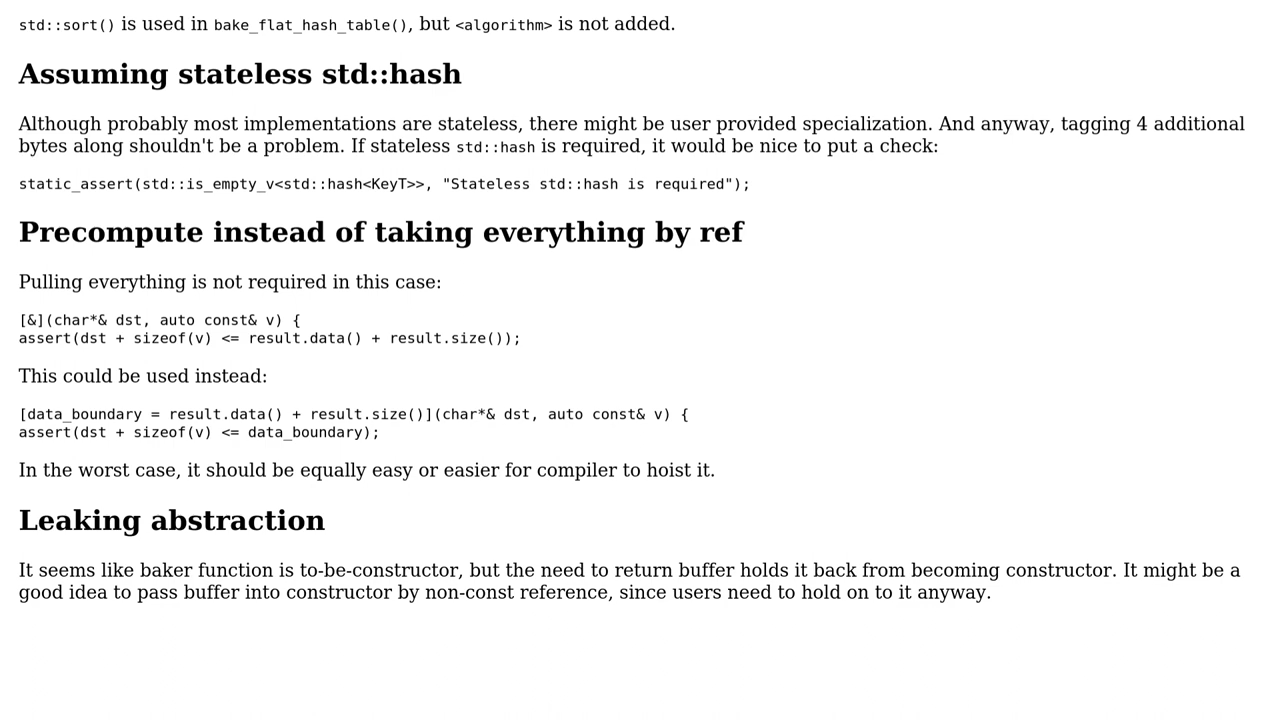 std::sort() is used in bake_flat_hash_table(), but <algorithm> is not added.
Assuming stateless std::hash
Although probably most implementations are stateless, there might be user provided specialization. And anyway, tagging 4 additional
bytes along shouldn't be a problem. If stateless std::hash is required, it would be nice to put a check:
static_assert(std::is_empty_v<std::hash<KeyT>>, "Stateless std::hash is required");
Precompute instead of taking everything by ref
Pulling everything is not required in this case:
[&](char*& dst, auto const& v) {
assert(dst + sizeof(v) <= result.data() + result.size());
This could be used instead:
[data_boundary = result.data() + result.size()](char*& dst, auto const& v) {
assert(dst + sizeof(v) <= data_boundary);
In the worst case, it should be equally easy or easier for compiler to hoist it.
Leaking abstraction
It seems like baker function is to-be-constructor, but the need to return buffer holds it back from becoming constructor. It might be a
good idea to pass buffer into constructor by non-const reference, since users need to hold on to it anyway.